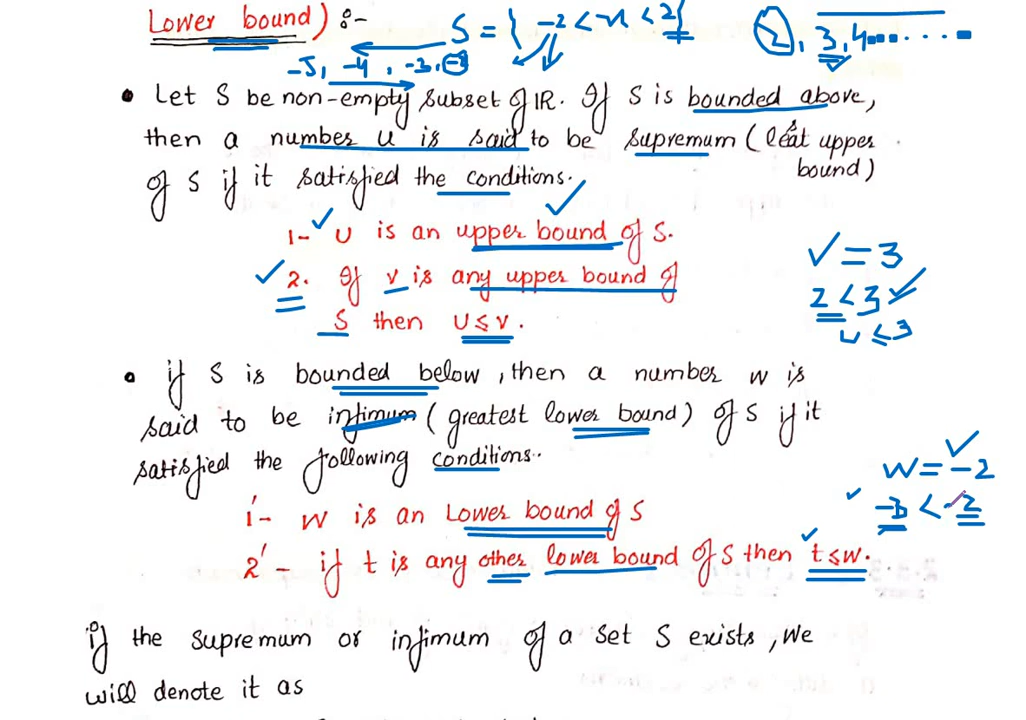 Lower bound) :-
S = { -2 < x < 2 }
2, 3, 4........
-5, -4, -3, -2
• Let S be non-empty subset of IR. If S is bounded above,
then a number u is said to be supremum (least upper
bound)
of S if it satisfied the conditions.
1- U is an upper bound of S.
2. If v is any upper bound of
S then U≤V.
V = 3
2 < 3
u ≤ 3
• if S is bounded below, then a number w is
said to be infimum (greatest lower bound) of S if it
satisfied the following conditions..
w = -2
-3 < -2
1'- W is an Lower bound of S
2'- if t is any other lower bound of S then t≤w.
if the supremum or infimum of a set S exists, we
will denote it as